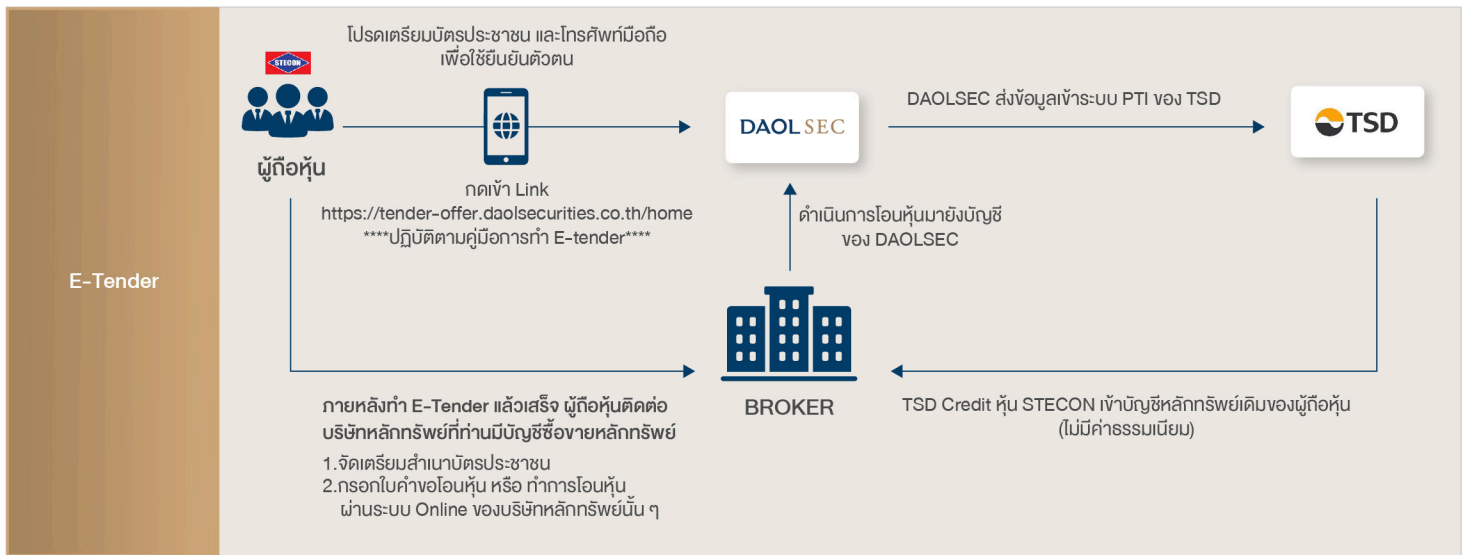 E-Tender
STECON
ผู้ถือหุ้น
โปรดเตรียมบัตรประชาชน และโทรศัพท์มือถือ
เพื่อใช้ยืนยันตัวตน
กดเข้า Link
https://tender-offer.daolsecurities.co.th/home
****ปฏิบัติตามคู่มือการทำ E-tender****
DAOL SEC
DAOLSEC ส่งข้อมูลเข้าระบบ PTI ของ TSD
TSD
ดำเนินการโอนหุ้นมายังบัญชี
ของ DAOLSEC
BROKER
ภายหลังทำ E-Tender แล้วเสร็จ ผู้ถือหุ้นติดต่อ
บริษัทหลักทรัพย์ที่ท่านมีบัญชีซื้อขายหลักทรัพย์
1.จัดเตรียมสำเนาบัตรประชาชน
2.กรอกใบคำขอโอนหุ้น หรือ ทำการโอนหุ้น
ผ่านระบบ Online ของบริษัทหลักทรัพย์นั้น ๆ
TSD Credit หุ้น STECON เข้าบัญชีหลักทรัพย์เดิมของผู้ถือหุ้น
(ไม่มีค่าธรรมเนียม)